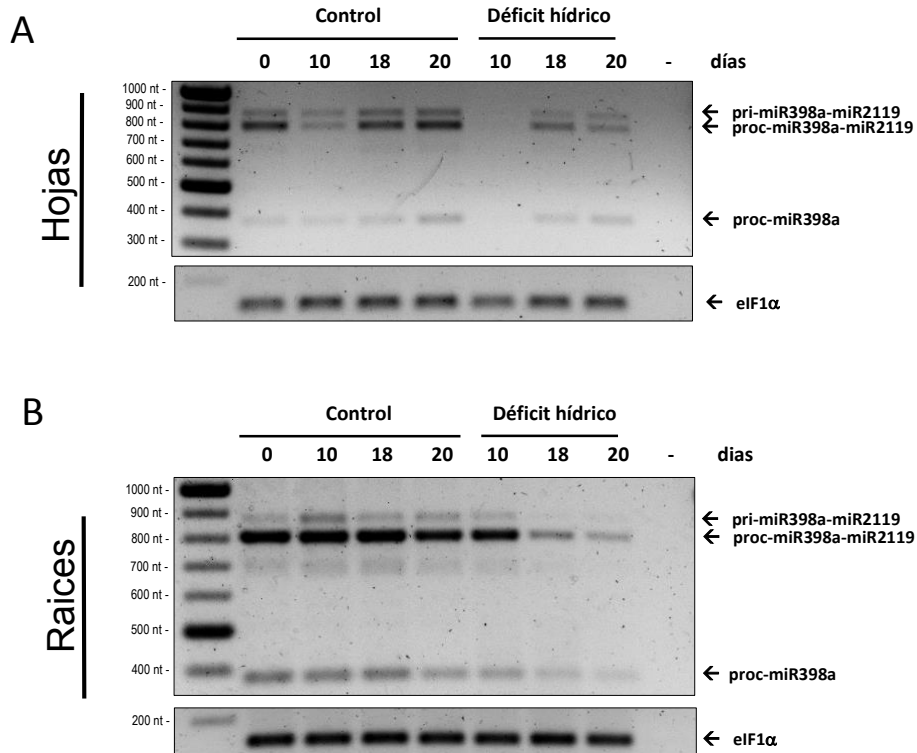 A
Control
Déficit hídrico
0 10 18 20 10 18 20 - días
Hojas
1000 nt -
900 nt -
800 nt -
700 nt -
600 nt -
500 nt -
400 nt -
300 nt -
200 nt -
← pri-miR398a-miR2119
← proc-miR398a-miR2119
← proc-miR398a
← eIF1α
B
Control
Déficit hídrico
0 10 18 20 10 18 20 - dias
Raices
1000 nt -
900 nt -
800 nt -
700 nt -
600 nt -
500 nt -
400 nt -
200 nt -
← pri-miR398a-miR2119
← proc-miR398a-miR2119
← proc-miR398a
← eIF1α